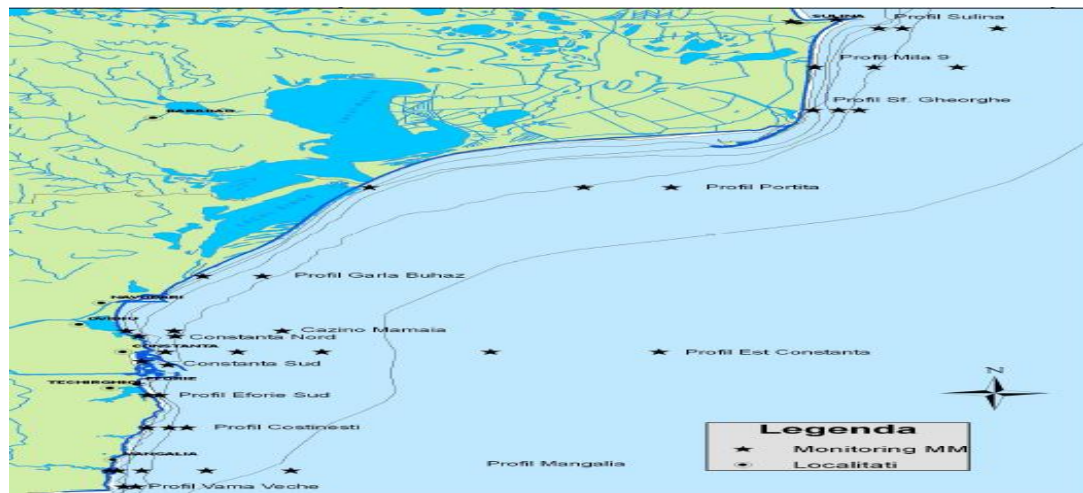 SULINA
Profil Sulina
Profil Mila 9
Profil Sf. Gheorghe
BABADAG
Profil Portita
Profil Garla Buhaz
NAVODARI
OVIDIU
Cazino Mamaia
Constanta Nord
CONSTANTA
Profil Est Constanta
Constanta Sud
EFORIE
TECHIRGHIOL
Profil Eforie Sud
N
Profil Costinesti
Legenda
Monitoring MM
Localitati
MANGALIA
Profil Mangalia
Profil Vama Veche